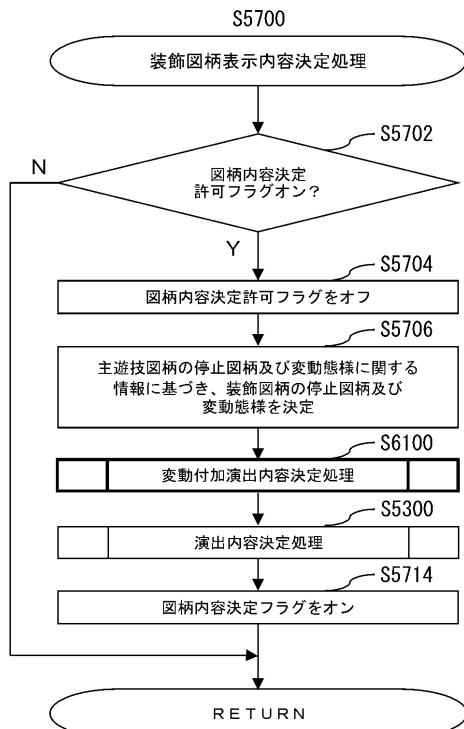 S5700
装飾図柄表示内容決定処理
S5702
図柄内容決定
許可フラグオン？
N
Y
S5704
図柄内容決定許可フラグをオフ
S5706
主遊技図柄の停止図柄及び変動態様に関する
情報に基づき、装飾図柄の停止図柄及び
変動態様を決定
S6100
変動付加演出内容決定処理
S5300
演出内容決定処理
S5714
図柄内容決定フラグをオン
ＲＥＴＵＲＮ